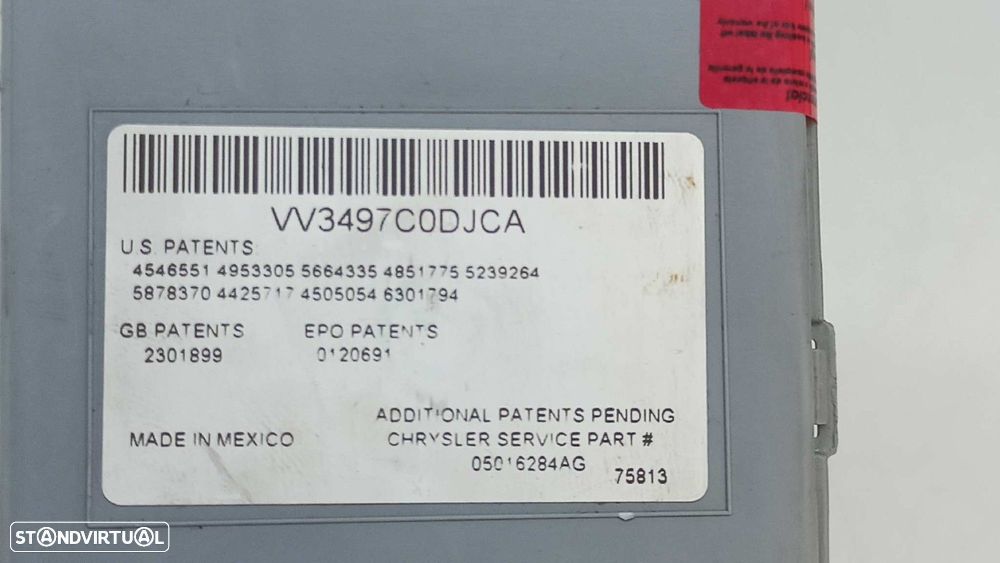 VV3497C0DJCA
U.S. PATENTS:
4546551 4953305 5664335 4851775 5239264
5878370 4425717 4505054 6301794
GB PATENTS EPO PATENTS
2301899 0120691
ADDITIONAL PATENTS PENDING
MADE IN MEXICO CHRYSLER SERVICE PART #
05016284AG 75813
STANDVIRTUAL